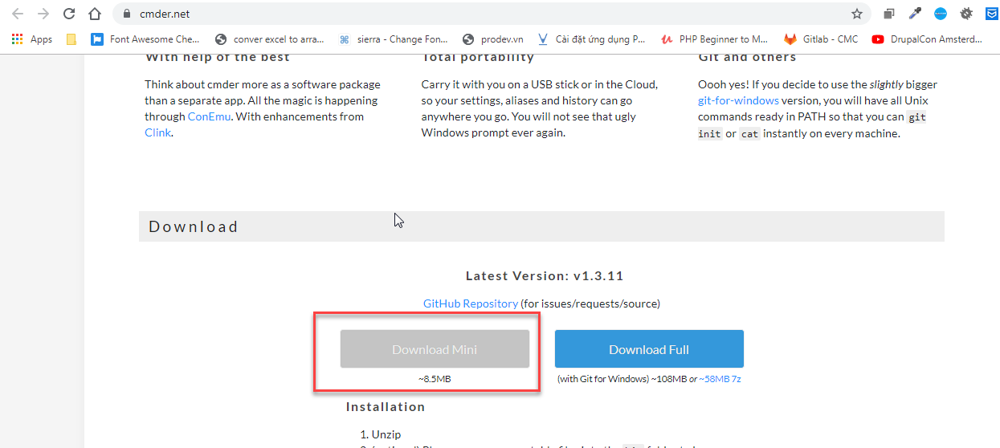 cmder.net
Apps
Font Awesome Che...
conver excel to arra...
sierra - Change Fon...
prodev.vn
Cài đặt ứng dụng P...
PHP Beginner to M...
Gitlab - CMC
DrupalCon Amsterd...
With help of the best
Total portability
Git and others
Think about cmder more as a software package
than a separate app. All the magic is happening
through ConEmu. With enhancements from
Clink.
Carry it with you on a USB stick or in the Cloud,
so your settings, aliases and history can go
anywhere you go. You will not see that ugly
Windows prompt ever again.
Oooh yes! If you decide to use the slightly bigger
git-for-windows version, you will have all Unix
commands ready in PATH so that you can git
init or cat instantly on every machine.
Download
Latest Version: v1.3.11
GitHub Repository (for issues/requests/source)
Download Mini
~8.5MB
Download Full
(with Git for Windows) ~108MB or ~58MB 7z
Installation
1. Unzip